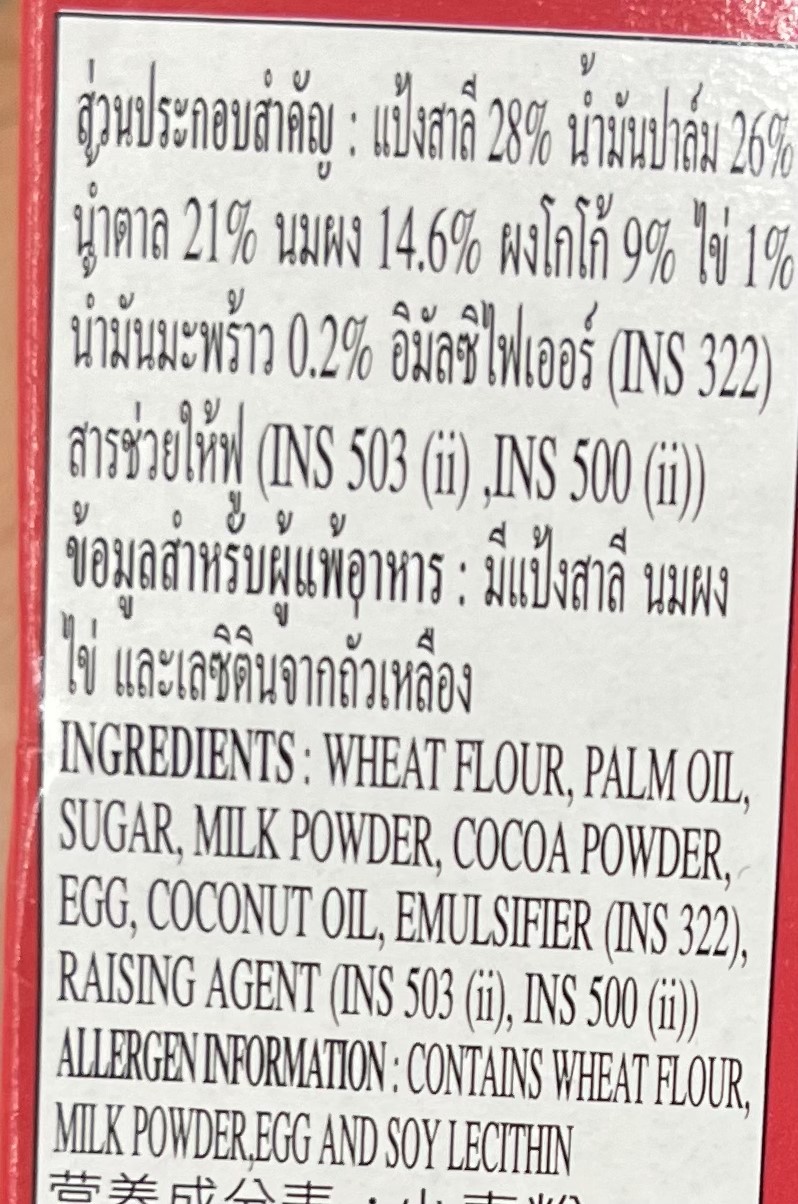 ส่วนประกอบสำคัญ : แป้งสาลี 28% น้ำมันปาล์ม 26%
น้ำตาล 21% นมผง 14.6% ผงโกโก้ 9% ไข่ 1%
น้ำมันมะพร้าว 0.2% อิมัลซิไฟเออร์ (INS 322)
สารช่วยให้ฟู (INS 503 (ii) ,INS 500 (ii))
ข้อมูลสำหรับผู้แพ้อาหาร : มีแป้งสาลี นมผง
ไข่ และเลซิตินจากถั่วเหลือง
INGREDIENTS : WHEAT FLOUR, PALM OIL,
SUGAR, MILK POWDER, COCOA POWDER,
EGG, COCONUT OIL, EMULSIFIER (INS 322),
RAISING AGENT (INS 503 (ii), INS 500 (ii))
ALLERGEN INFORMATION : CONTAINS WHEAT FLOUR,
MILK POWDER,EGG AND SOY LECITHIN
营养成分表 : 小麦粉